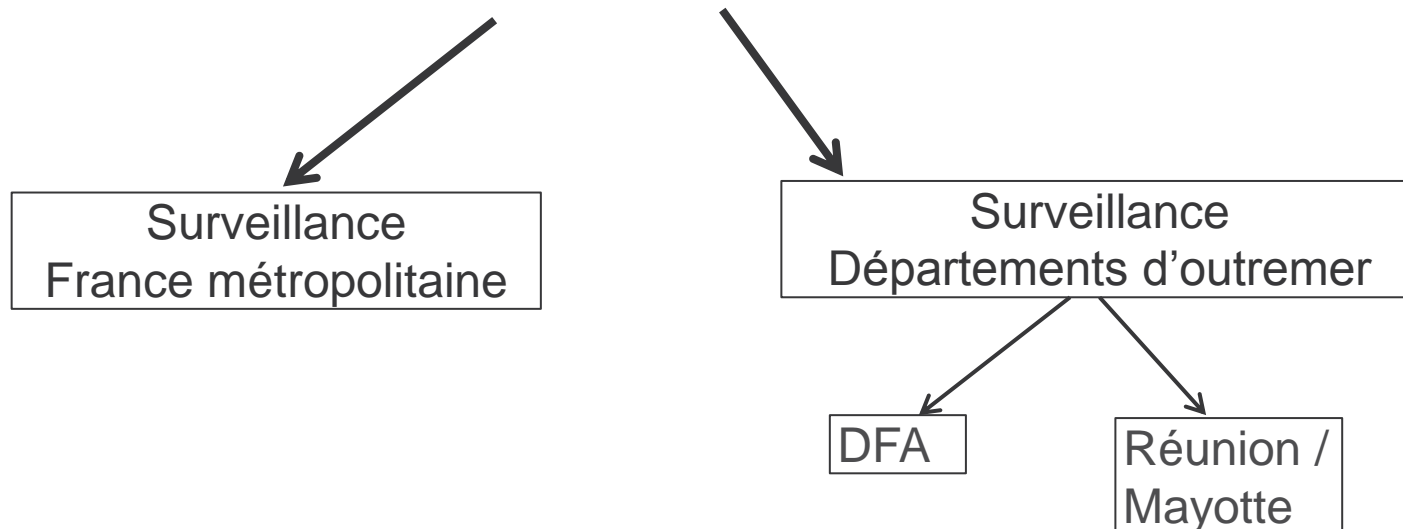 Surveillance
France métropolitaine
Surveillance
Départements d’outremer
DFA
Réunion /
Mayotte